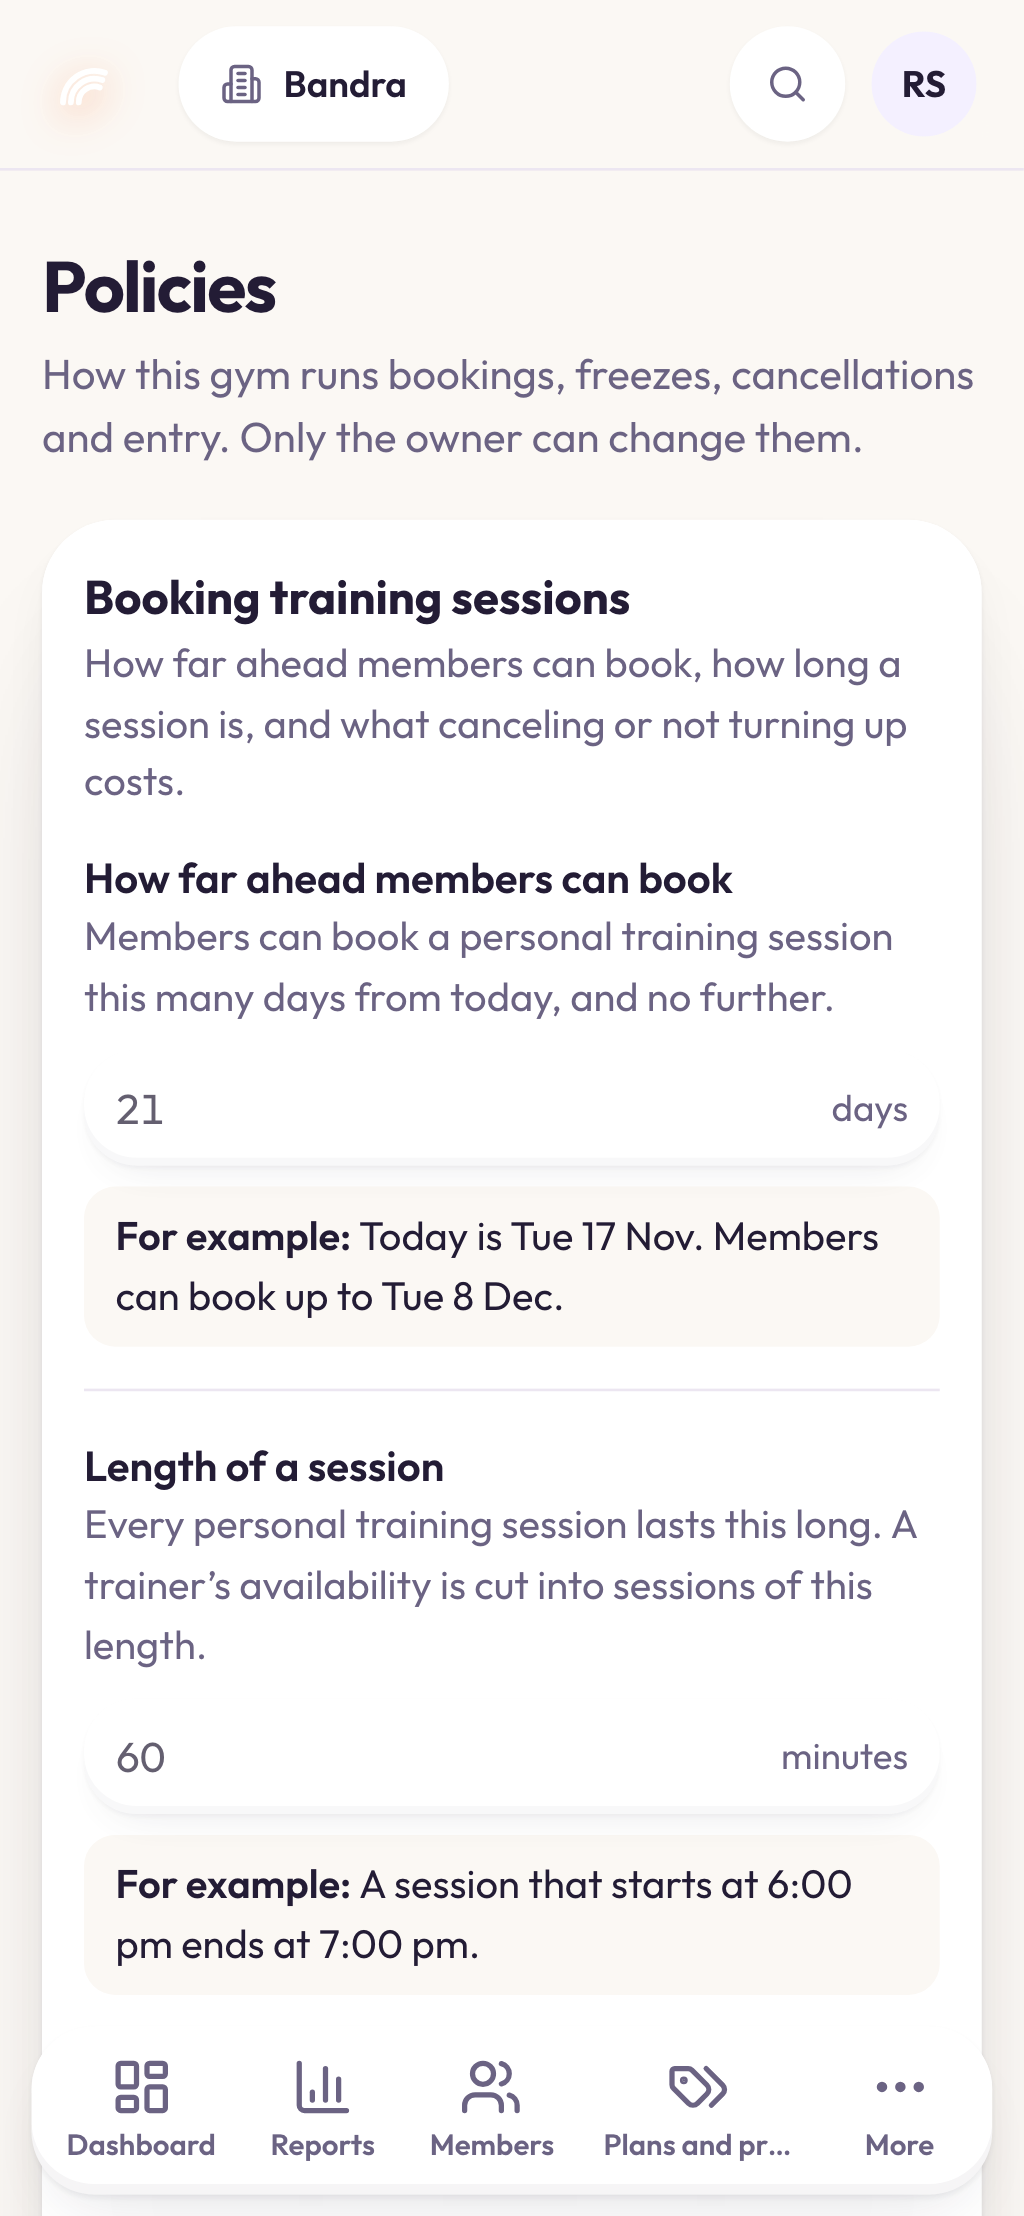 Bandra
RS
Policies
How this gym runs bookings, freezes, cancellations
and entry. Only the owner can change them.
Booking training sessions
How far ahead members can book, how long a
session is, and what canceling or not turning up
costs.
How far ahead members can book
Members can book a personal training session
this many days from today, and no further.
21 days
For example: Today is Tue 17 Nov. Members
can book up to Tue 8 Dec.
Length of a session
Every personal training session lasts this long. A
trainer’s availability is cut into sessions of this
length.
60 minutes
For example: A session that starts at 6:00
pm ends at 7:00 pm.
Dashboard Reports Members Plans and pr... More